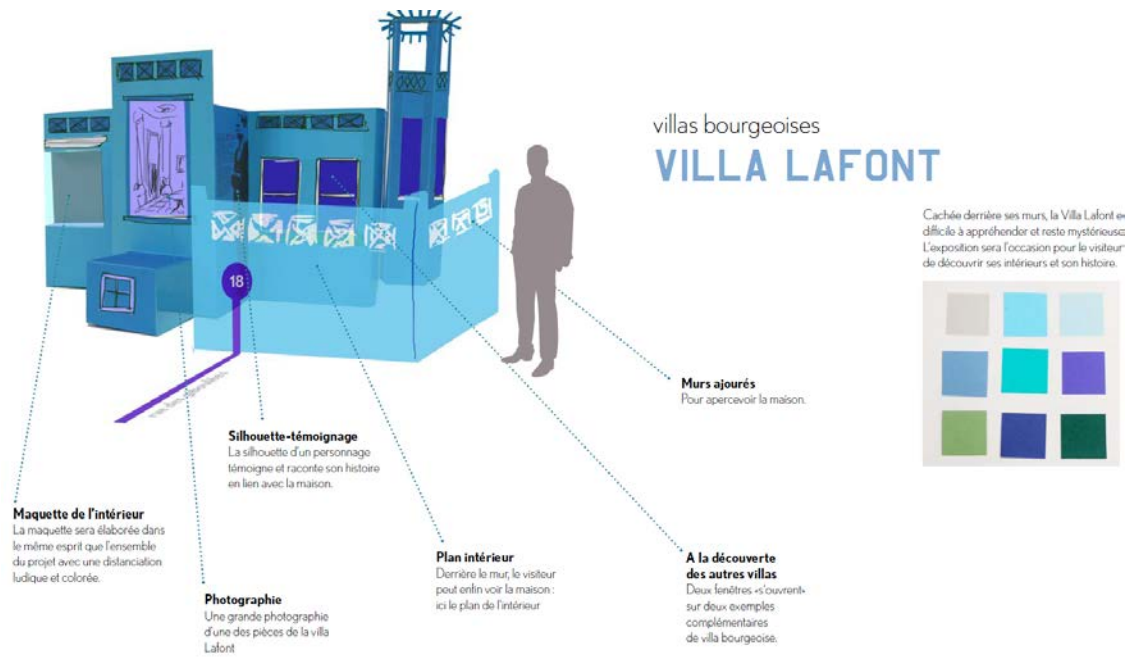 villas bourgeoises
VILLA LAFONT
Cachée derrière ses murs, la Villa Lafont
difficile à appréhender et reste mystérieuse
L'exposition sera l'occasion pour le visiteur
de découvrir ses intérieurs et son histoire.
18
Murs ajourés
Pour apercevoir la maison.
Silhouette-témoignage
La silhouette d'un personnage
témoigne et raconte son histoire
en lien avec la maison.
Maquette de l'intérieur
La maquette sera élaborée dans
le même esprit que l'ensemble
du projet avec une distanciation
ludique et colorée.
Plan intérieur
Derrière le mur, le visiteur
peut enfin voir la maison :
ici le plan de l'intérieur
A la découverte
des autres villas
Deux fenêtres «s'ouvrent»
sur deux exemples
complémentaires
de villa bourgeoise.
Photographie
Une grande photographie
d'une des pièces de la villa
Lafont